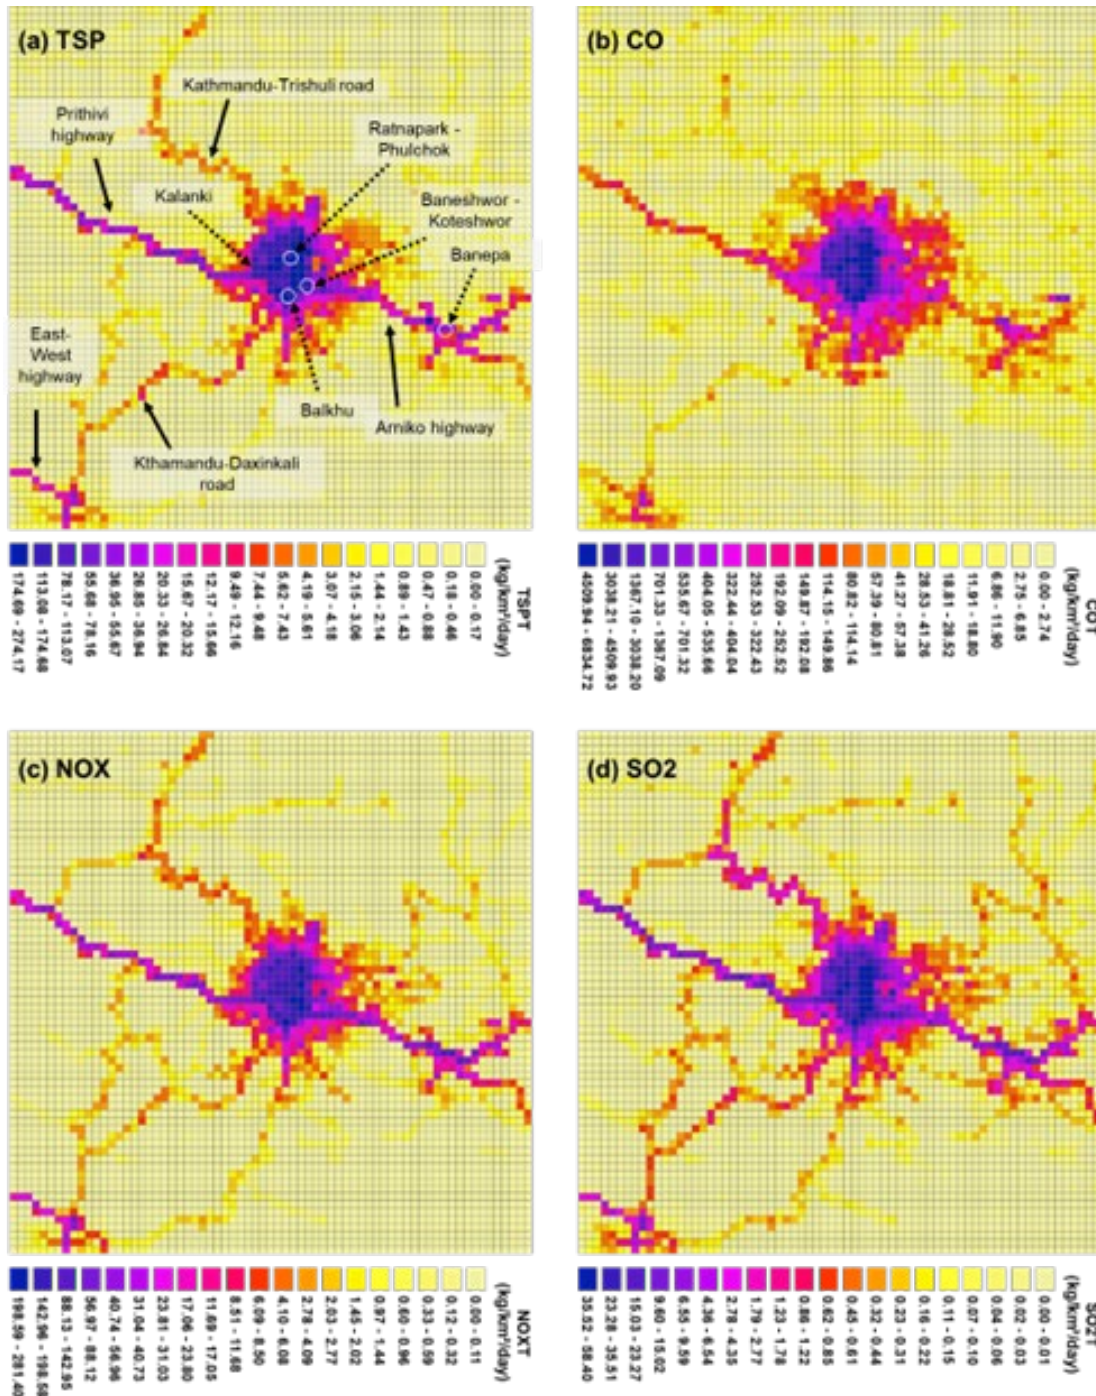 (a) TSP
Kathmandu-Trishuli road
Prithivi
highway
Ratnapark -
Phulchok
Kalanki
Baneshwor -
Koteshwor
Banepa
East-
West
highway
Balkhu
Arniko highway
Kthamandu-Daxinkali
road
TSPT
(kg/km²/day)
0.00 - 0.17
0.18 - 0.46
0.47 - 0.88
0.89 - 1.43
1.44 - 2.14
2.15 - 3.06
3.07 - 4.18
4.19 - 5.61
5.62 - 7.43
7.44 - 9.48
9.49 - 12.16
12.17 - 15.66
15.67 - 20.32
20.33 - 26.84
26.85 - 36.94
36.95 - 55.67
55.68 - 78.16
78.17 - 113.07
113.08 - 174.68
174.69 - 274.17
(b) CO
COT
(kg/km²/day)
0.00 - 2.74
2.75 - 6.85
6.86 - 11.90
11.91 - 18.80
18.81 - 28.52
28.53 - 41.26
41.27 - 57.38
57.39 - 80.81
80.82 - 114.14
114.15 - 149.86
149.87 - 192.08
192.09 - 252.52
252.53 - 322.43
322.44 - 404.04
404.05 - 535.66
535.67 - 701.32
701.33 - 1367.09
1367.10 - 3038.20
3038.21 - 4509.93
4509.94 - 6834.72
(c) NOX
NOXT
(kg/km²/day)
0.00 - 0.11
0.12 - 0.32
0.33 - 0.59
0.60 - 0.96
0.97 - 1.44
1.45 - 2.02
2.03 - 2.77
2.78 - 4.09
4.10 - 6.08
6.09 - 8.50
8.51 - 11.68
11.69 - 17.05
17.06 - 23.80
23.81 - 31.03
31.04 - 40.73
40.74 - 56.96
56.97 - 88.12
88.13 - 142.95
142.96 - 198.58
198.59 - 281.40
(d) SO2
SO2T
(kg/km²/day)
0.00 - 0.01
0.02 - 0.03
0.04 - 0.06
0.07 - 0.10
0.11 - 0.15
0.16 - 0.22
0.23 - 0.31
0.32 - 0.44
0.45 - 0.61
0.62 - 0.85
0.86 - 1.22
1.23 - 1.78
1.79 - 2.77
2.78 - 4.35
4.36 - 6.54
6.55 - 9.59
9.60 - 15.02
15.03 - 23.27
23.28 - 35.51
35.52 - 58.40